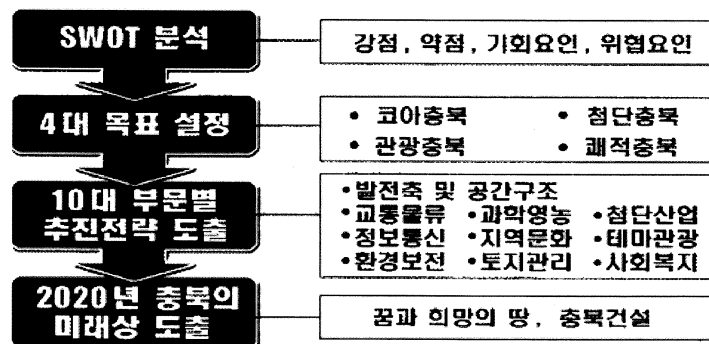 SWOT 분석
강점, 약점, 기회요인, 위협요인
4대 목표 설정
• 코아충북 • 첨단충북
• 관광충북 • 쾌적충북
10대 부문별
추진전략 도출
•발전축 및 공간구조
•교통물류 •과학영농 •첨단산업
•정보통신 •지역문화 •테마관광
•환경보전 •토지관리 •사회복지
2020년 충북의
미래상 도출
꿈과 희망의 땅, 충북건설